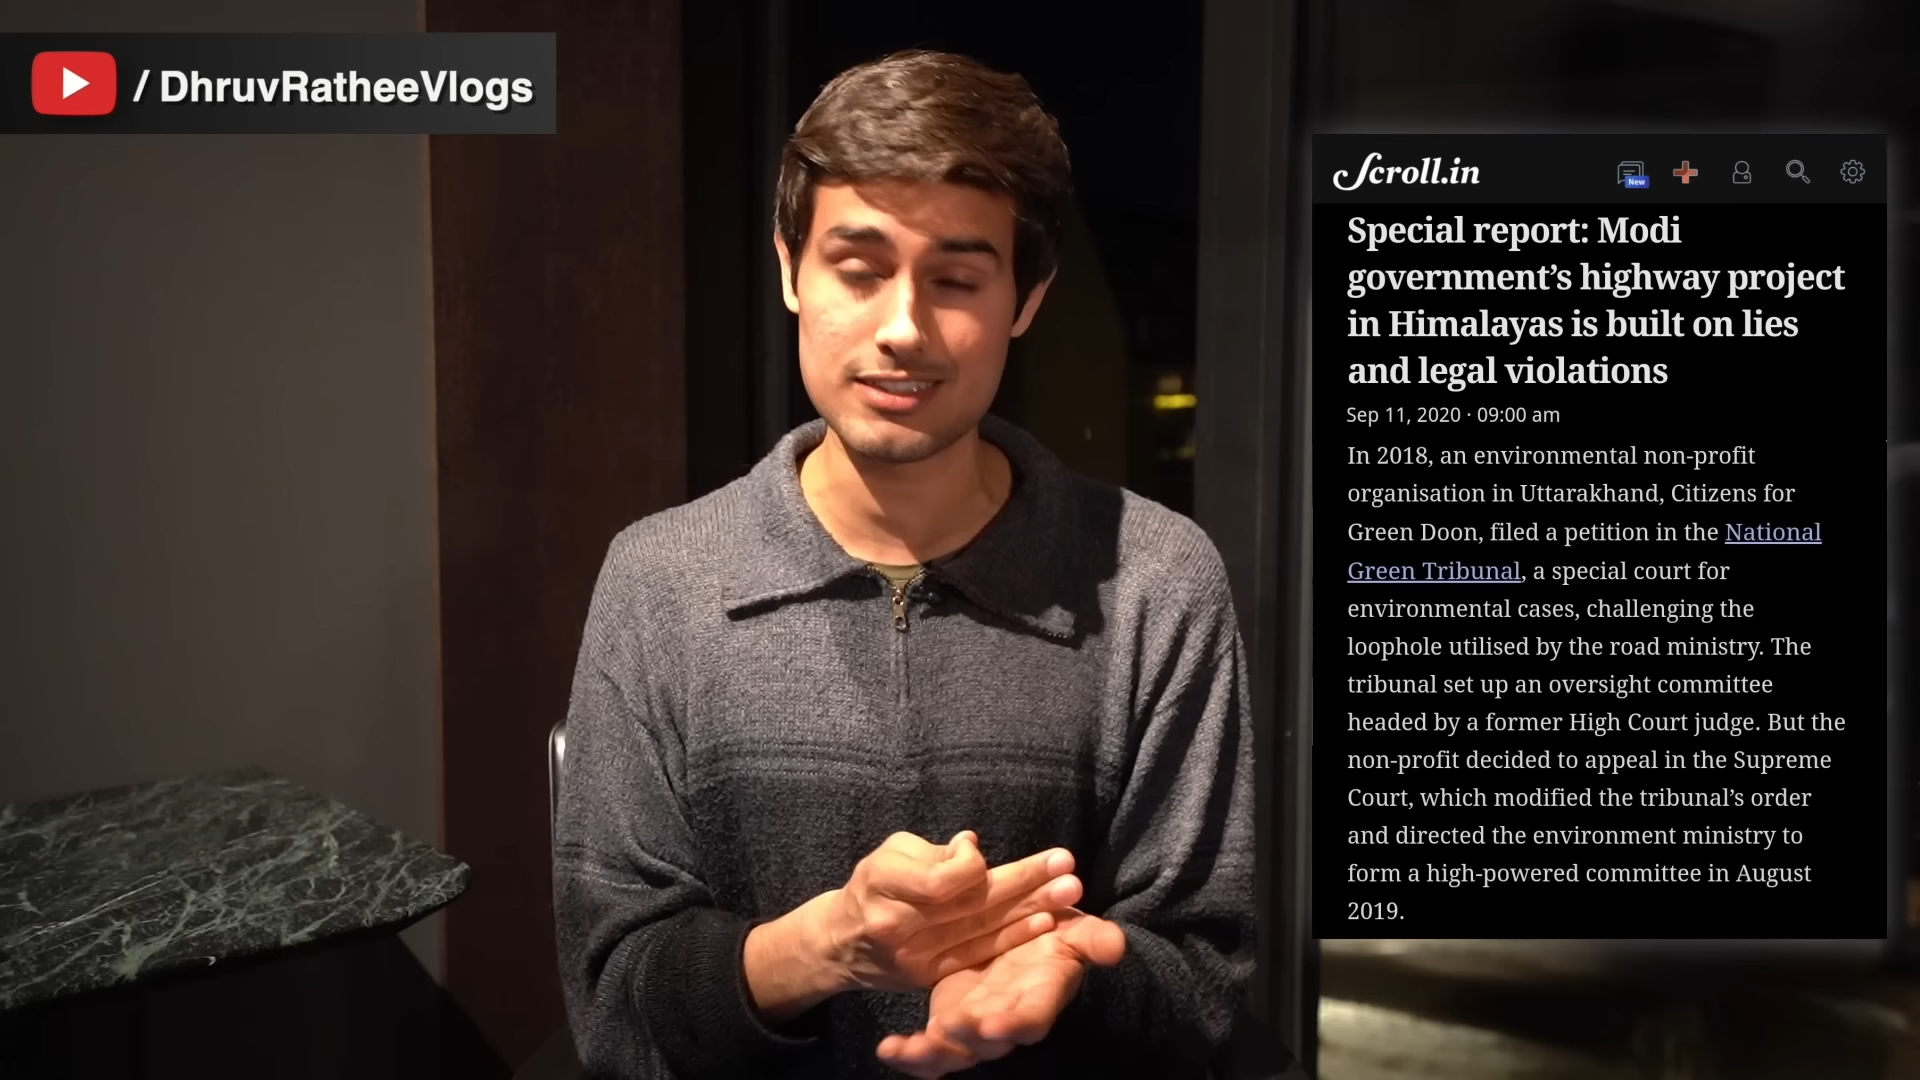 / DhruvRatheeVlogs
Scroll.in
New
Special report: Modi
government’s highway project
in Himalayas is built on lies
and legal violations
Sep 11, 2020 · 09:00 am
In 2018, an environmental non-profit
organisation in Uttarakhand, Citizens for
Green Doon, filed a petition in the National
Green Tribunal, a special court for
environmental cases, challenging the
loophole utilised by the road ministry. The
tribunal set up an oversight committee
headed by a former High Court judge. But the
non-profit decided to appeal in the Supreme
Court, which modified the tribunal’s order
and directed the environment ministry to
form a high-powered committee in August
2019.